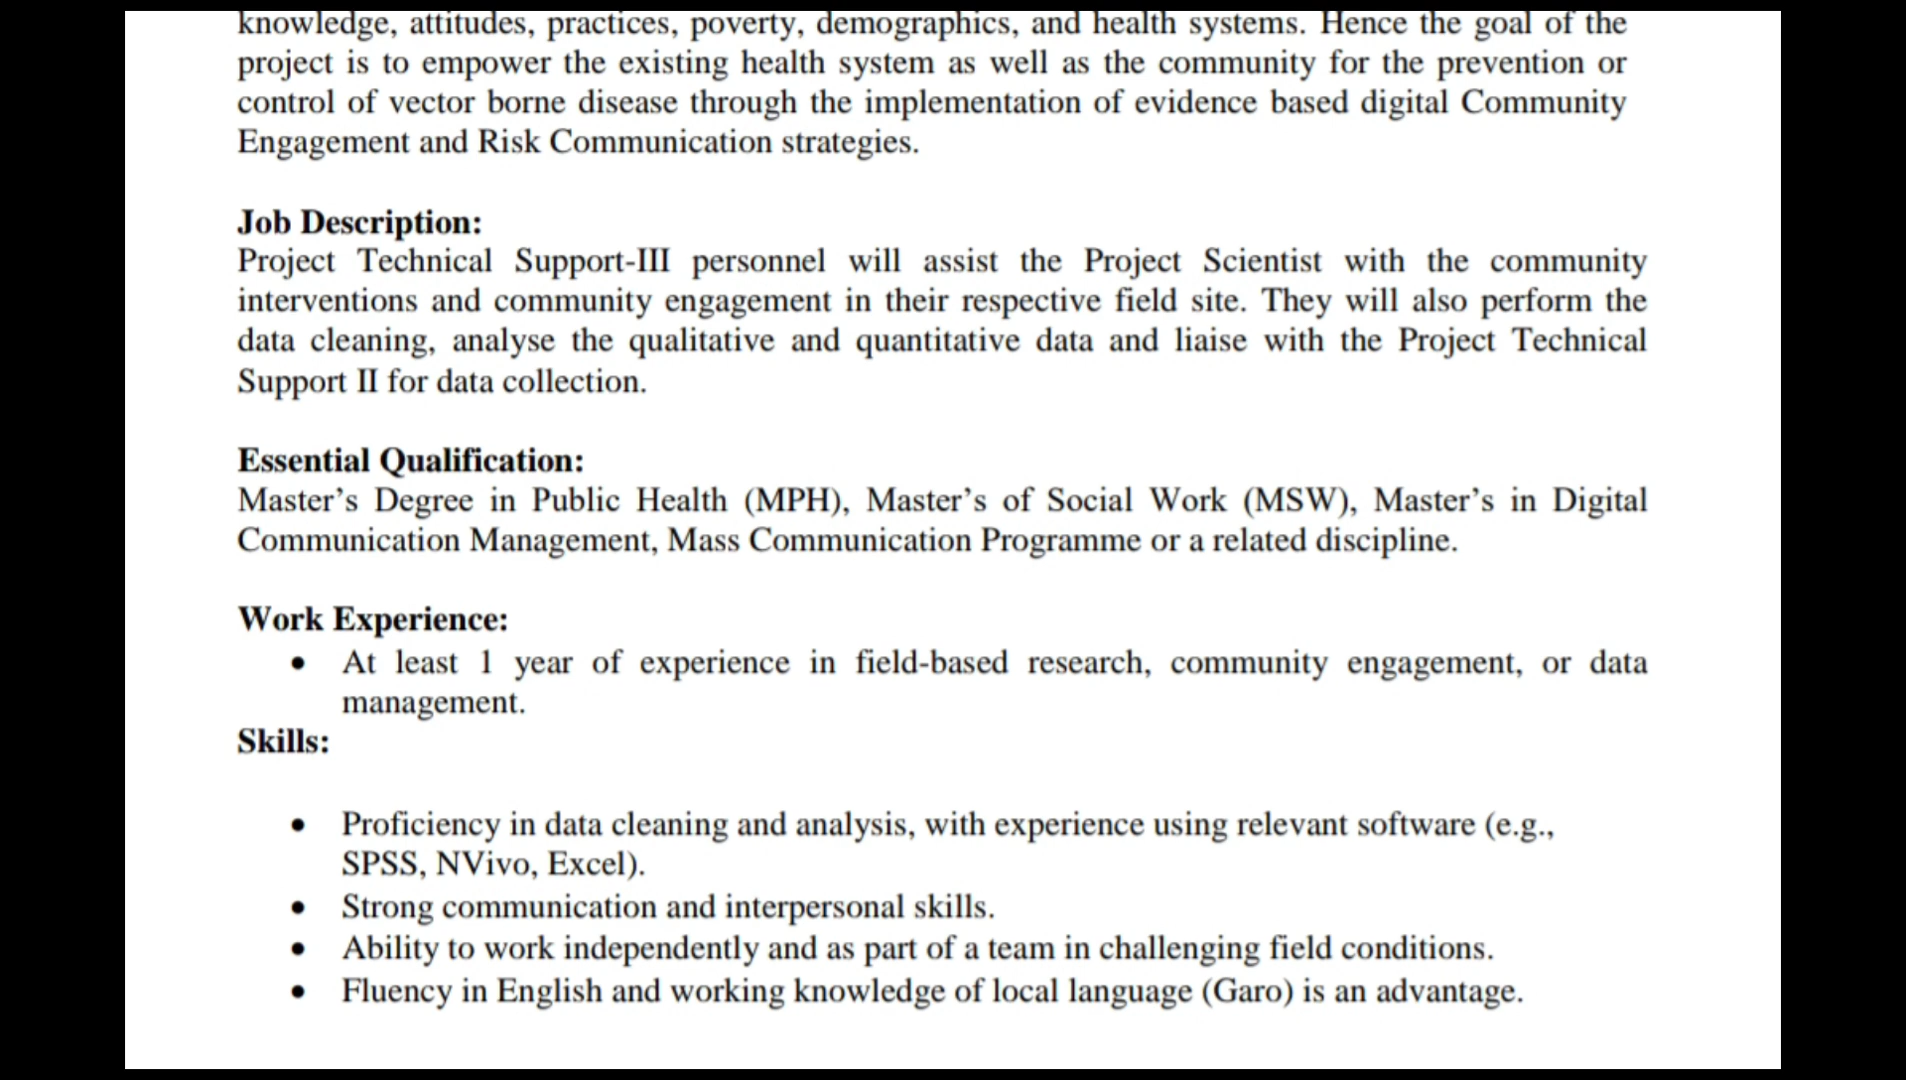 knowledge, attitudes, practices, poverty, demographics, and health systems. Hence the goal of the
project is to empower the existing health system as well as the community for the prevention or
control of vector borne disease through the implementation of evidence based digital Community
Engagement and Risk Communication strategies.
Job Description:
Project Technical Support-III personnel will assist the Project Scientist with the community
interventions and community engagement in their respective field site. They will also perform the
data cleaning, analyse the qualitative and quantitative data and liaise with the Project Technical
Support II for data collection.
Essential Qualification:
Master’s Degree in Public Health (MPH), Master’s of Social Work (MSW), Master’s in Digital
Communication Management, Mass Communication Programme or a related discipline.
Work Experience:
• At least 1 year of experience in field-based research, community engagement, or data
management.
Skills:
• Proficiency in data cleaning and analysis, with experience using relevant software (e.g.,
SPSS, NVivo, Excel).
• Strong communication and interpersonal skills.
• Ability to work independently and as part of a team in challenging field conditions.
• Fluency in English and working knowledge of local language (Garo) is an advantage.